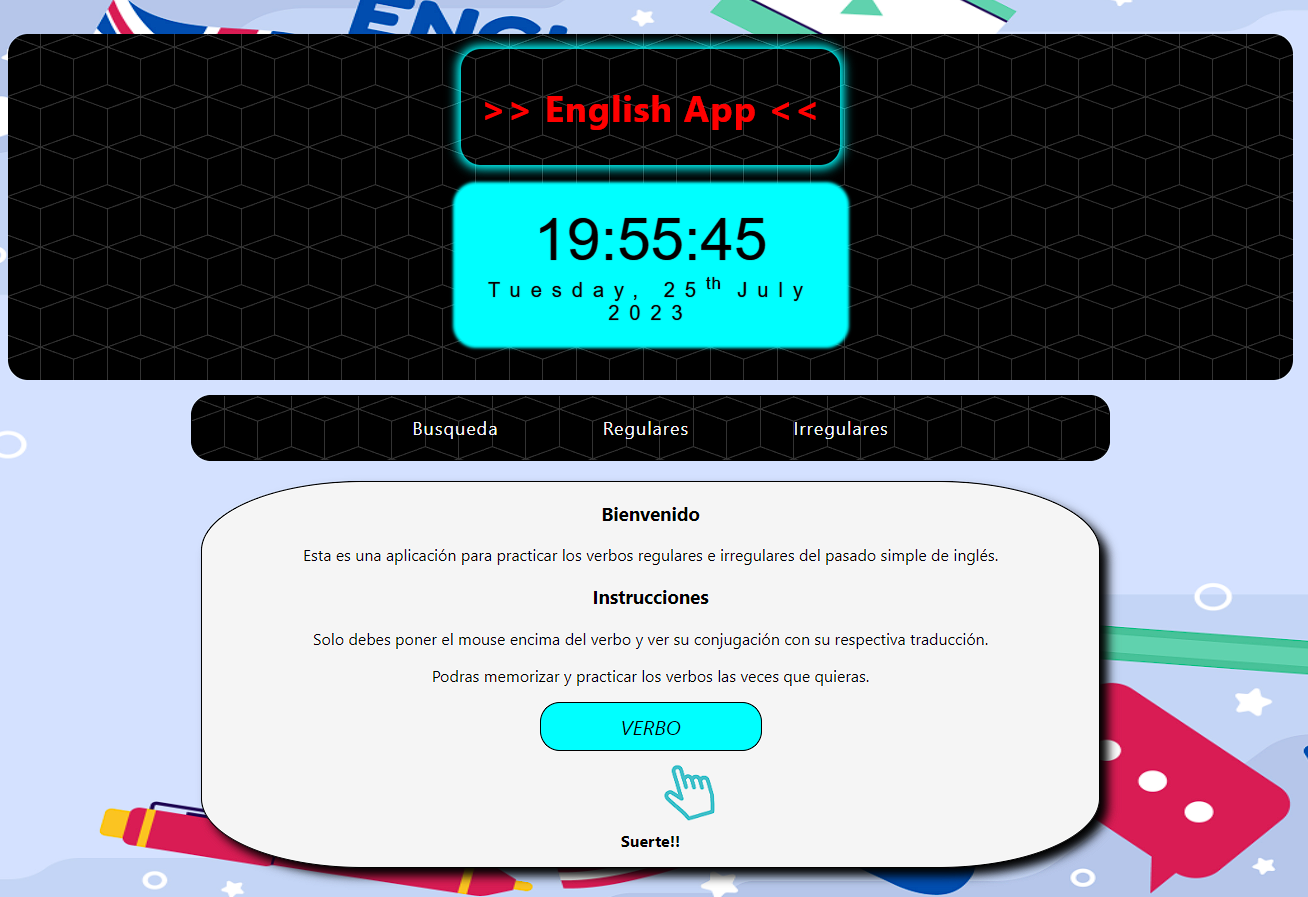 >> English App <<
19:55:45
Tuesday, 25th July
2023
Busqueda Regulares Irregulares
Bienvenido
Esta es una aplicación para practicar los verbos regulares e irregulares del pasado simple de inglés.
Instrucciones
Solo debes poner el mouse encima del verbo y ver su conjugación con su respectiva traducción.
Podras memorizar y practicar los verbos las veces que quieras.
VERBO
Suerte!!